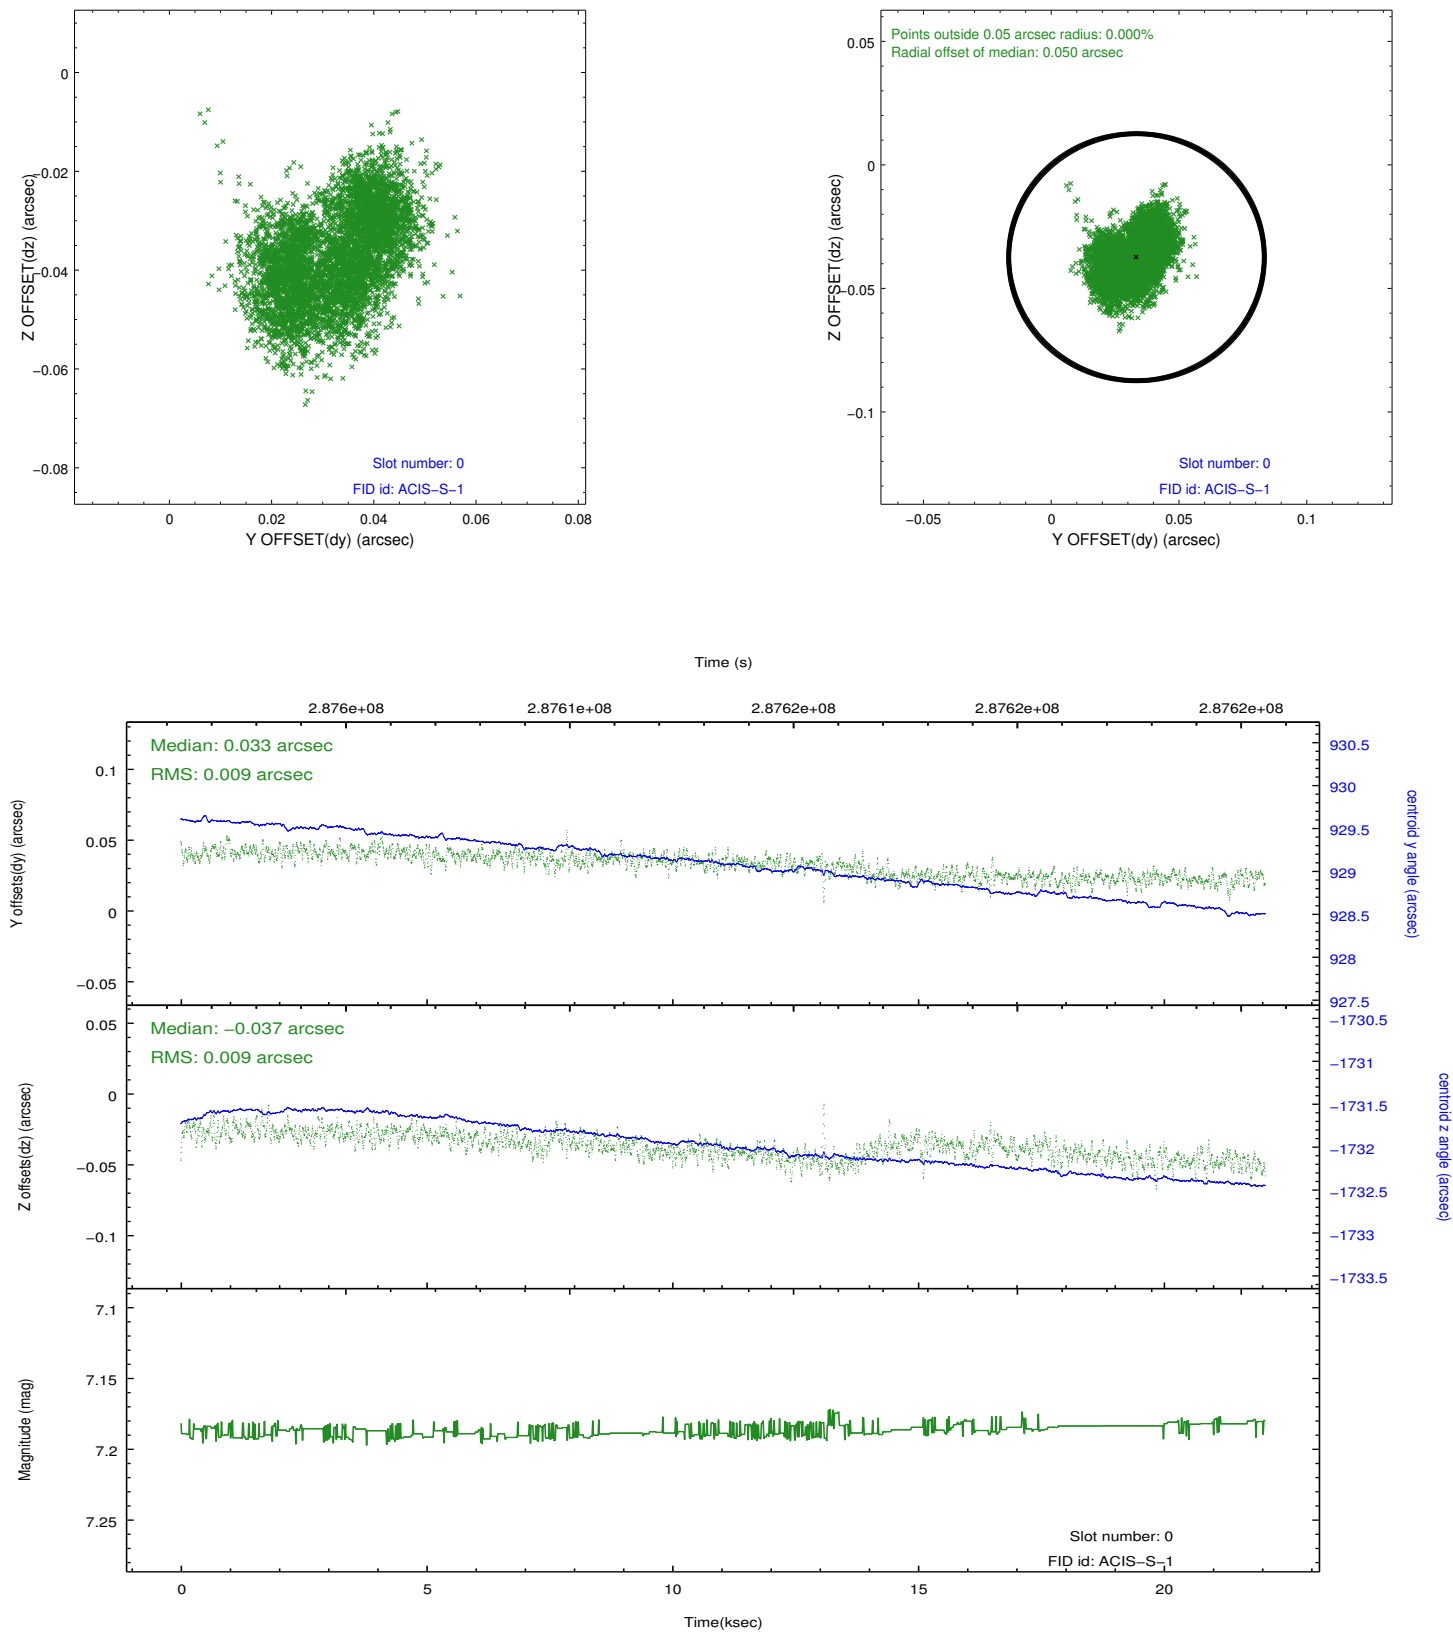 0
−0.02
−0.04
−0.06
−0.08
Z OFFSET(dz) (arcsec)
0
0.02
0.04
0.06
0.08
Y OFFSET(dy) (arcsec)
Slot number: 0
FID id: ACIS−S−1
Points outside 0.05 arcsec radius: 0.000%
Radial offset of median: 0.050 arcsec
0.05
0
−0.05
−0.1
Z OFFSET(dz) (arcsec)
Slot number: 0
FID id: ACIS−S−1
−0.05
0
0.05
0.1
Y OFFSET(dy) (arcsec)
Time (s)
2.876e+08
2.8761e+08
2.8762e+08
2.8762e+08
2.8762e+08
Median: 0.033 arcsec
RMS: 0.009 arcsec
0.1
0.05
0
−0.05
Y offsets(dy) (arcsec)
930.5
930
929.5
929
928.5
928
927.5
centroid y angle (arcsec)
Median: −0.037 arcsec
RMS: 0.009 arcsec
0.05
0
−0.05
−0.1
Z offsets(dz) (arcsec)
−1730.5
−1731
−1731.5
−1732
−1732.5
−1733
−1733.5
centroid z angle (arcsec)
7.1
7.15
7.2
7.25
Magnitude (mag)
Slot number: 0
FID id: ACIS−S−1
0
5
10
15
20
Time(ksec)